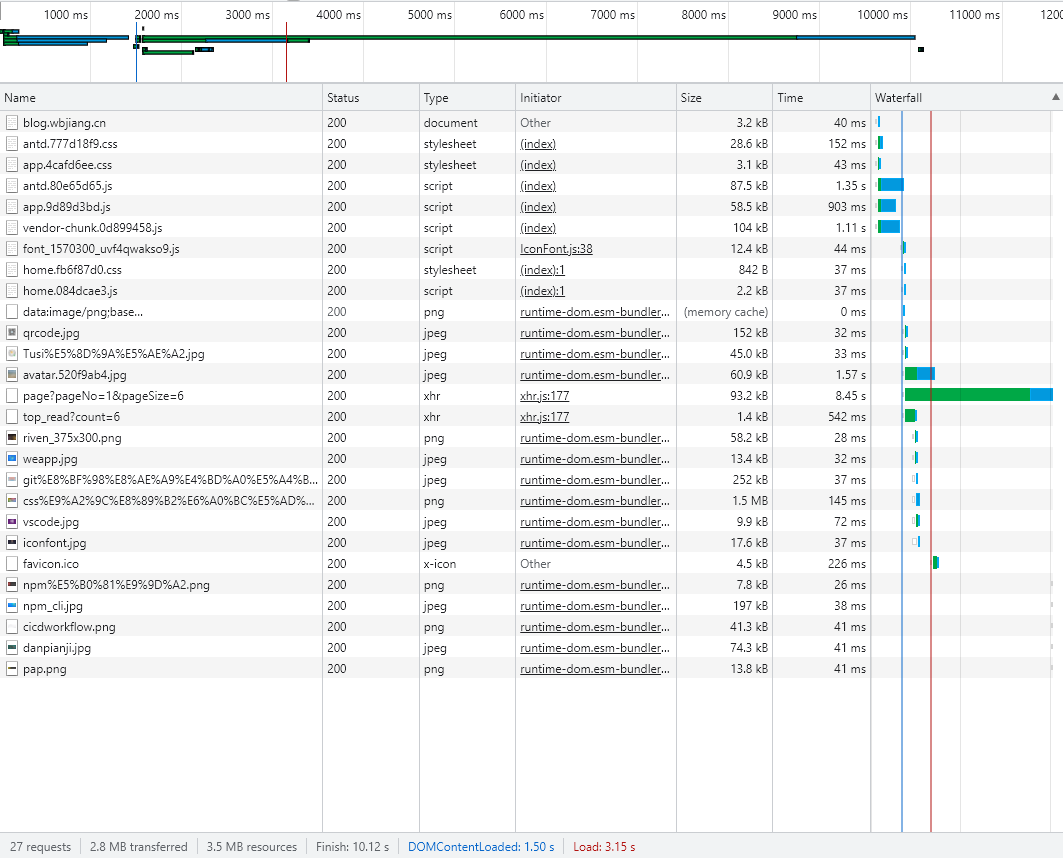 1000 ms 2000 ms 3000 ms 4000 ms 5000 ms 6000 ms 7000 ms 8000 ms 9000 ms 10000 ms 11000 ms 1200
Name Status Type Initiator Size Time Waterfall
blog.wbjiang.cn 200 document Other 3.2 kB 40 ms
antd.777d18f9.css 200 stylesheet (index) 28.6 kB 152 ms
app.4cafd6ee.css 200 stylesheet (index) 3.1 kB 43 ms
antd.80e65d65.js 200 script (index) 87.5 kB 1.35 s
app.9d89d3bd.js 200 script (index) 58.5 kB 903 ms
vendor-chunk.0d899458.js 200 script (index) 104 kB 1.11 s
font_1570300_uvf4qwakso9.js 200 script IconFont.js:38 12.4 kB 44 ms
home.fb6f87d0.css 200 stylesheet (index):1 842 B 37 ms
home.084dcae3.js 200 script (index):1 2.2 kB 37 ms
data:image/png;base... 200 png runtime-dom.esm-bundler... (memory cache) 0 ms
qrcode.jpg 200 jpeg runtime-dom.esm-bundler... 152 kB 32 ms
Tusi%E5%8D%9A%E5%AE%A2.jpg 200 jpeg runtime-dom.esm-bundler... 45.0 kB 33 ms
avatar.520f9ab4.jpg 200 jpeg runtime-dom.esm-bundler... 60.9 kB 1.57 s
page?pageNo=1&pageSize=6 200 xhr xhr.js:177 93.2 kB 8.45 s
top_read?count=6 200 xhr xhr.js:177 1.4 kB 542 ms
riven_375x300.png 200 png runtime-dom.esm-bundler... 58.2 kB 28 ms
weapp.jpg 200 jpeg runtime-dom.esm-bundler... 13.4 kB 32 ms
git%E8%BF%98%E8%AE%A9%E4%BD%A0%E5%A4%B... 200 jpeg runtime-dom.esm-bundler... 252 kB 37 ms
css%E9%A2%9C%E8%89%B2%E6%A0%BC%E5%AD%... 200 png runtime-dom.esm-bundler... 1.5 MB 145 ms
vscode.jpg 200 jpeg runtime-dom.esm-bundler... 9.9 kB 72 ms
iconfont.jpg 200 jpeg runtime-dom.esm-bundler... 17.6 kB 37 ms
favicon.ico 200 x-icon Other 4.5 kB 226 ms
npm%E5%B0%81%E9%9D%A2.png 200 png runtime-dom.esm-bundler... 7.8 kB 26 ms
npm_cli.jpg 200 jpeg runtime-dom.esm-bundler... 197 kB 38 ms
cicdworkflow.png 200 png runtime-dom.esm-bundler... 41.3 kB 41 ms
danpianji.jpg 200 jpeg runtime-dom.esm-bundler... 74.3 kB 41 ms
pap.png 200 png runtime-dom.esm-bundler... 13.8 kB 41 ms
27 requests 2.8 MB transferred 3.5 MB resources Finish: 10.12 s DOMContentLoaded: 1.50 s Load: 3.15 s